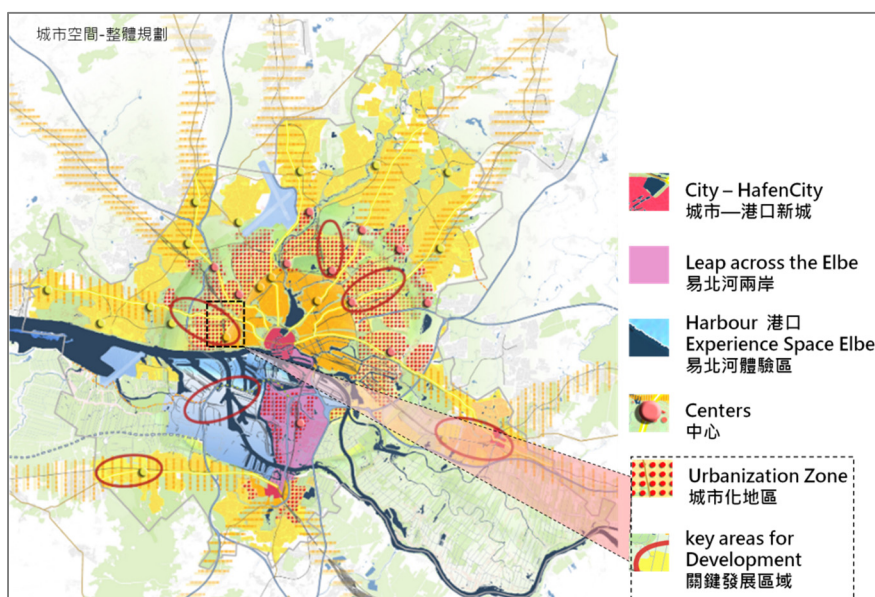 城市空間-整體規劃
City – HafenCity
城市—港口新城
Leap across the Elbe
易北河兩岸
Harbour 港口
Experience Space Elbe
易北河體驗區
Centers
中心
Urbanization Zone
城市化地區
key areas for
Development
關鍵發展區域